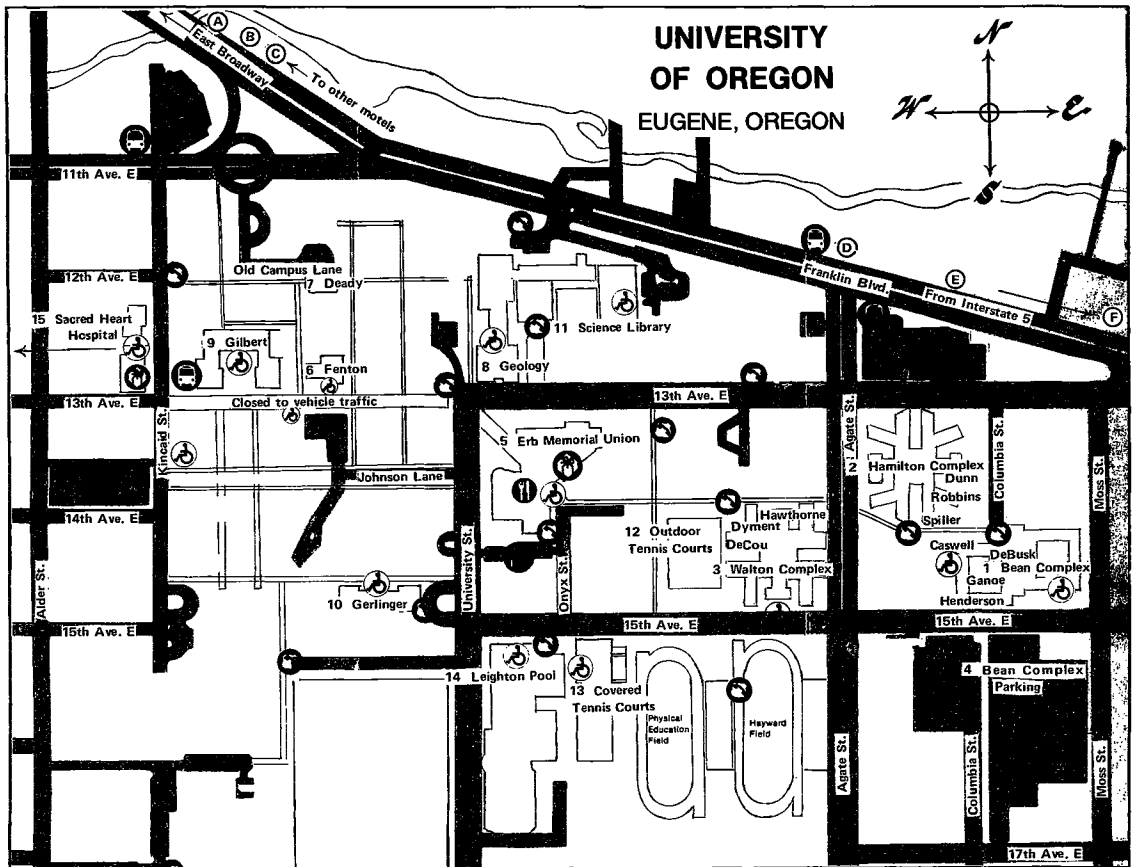 UNIVERSITY
OF OREGON
EUGENE, OREGON
N
W
E
S
A
B
C
East Broadway
To other motels
11th Ave. E
12th Ave. E
Old Campus Lane
7 Deady
D
Franklin Blvd.
E
From Interstate 5
F
15 Sacred Heart
Hospital
9 Gilbert
6 Fenton
11 Science Library
8 Geology
13th Ave. E
Closed to vehicle traffic
13th Ave. E
Kincaid St.
5 Erb Memorial Union
Agate St.
2
Hamilton Complex
Dunn
Robbins
Spiller
Columbia St.
Moss St.
Johnson Lane
14th Ave. E
University St.
Onyx St.
12 Outdoor
Tennis Courts
Hawthorne
Dyment
DeCou
3 Walton Complex
Caswell
DeBusk
1 Bean Complex
Ganoe
Henderson
Alder St.
10 Gerlinger
15th Ave. E
15th Ave. E
15th Ave. E
14 Leighton Pool
13 Covered
Tennis Courts
Physical
Education
Field
Hayward
Field
4 Bean Complex
Parking
Agate St.
Columbia St.
Moss St.
17th Ave. E